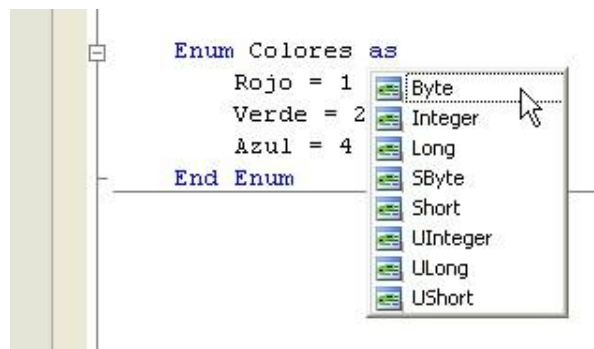 Enum Colores as
Rojo = 1
Verde = 2
Azul = 4
End Enum
Byte
Integer
Long
SByte
Short
UInteger
ULong
UShort